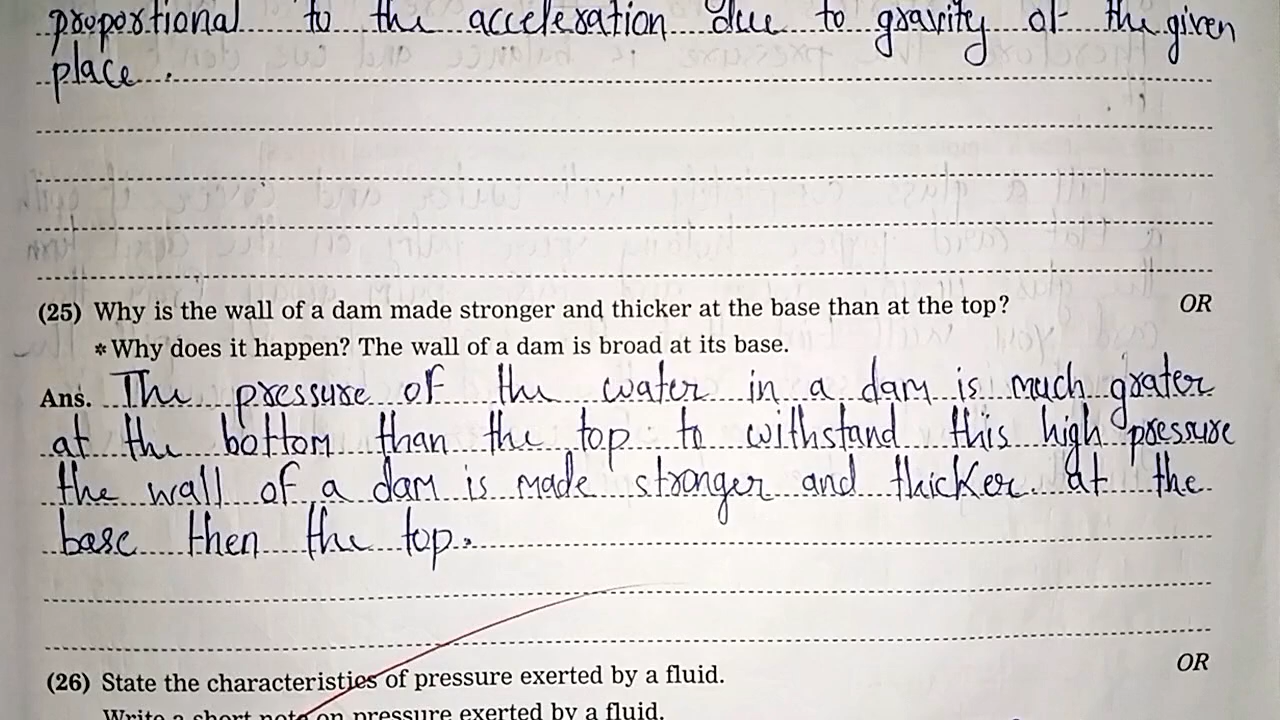 proportional to the acceleration due to gravity of the given
place.
(25) Why is the wall of a dam made stronger and thicker at the base than at the top? OR
* Why does it happen? The wall of a dam is broad at its base.
Ans. The pressure of the water in a dam is much grater
at the bottom than the top. to withstand this high pressure
the wall of a dam is made stronger and thicker at the
base then the top.
(26) State the characteristics of pressure exerted by a fluid. OR
Write a short note on pressure exerted by a fluid.